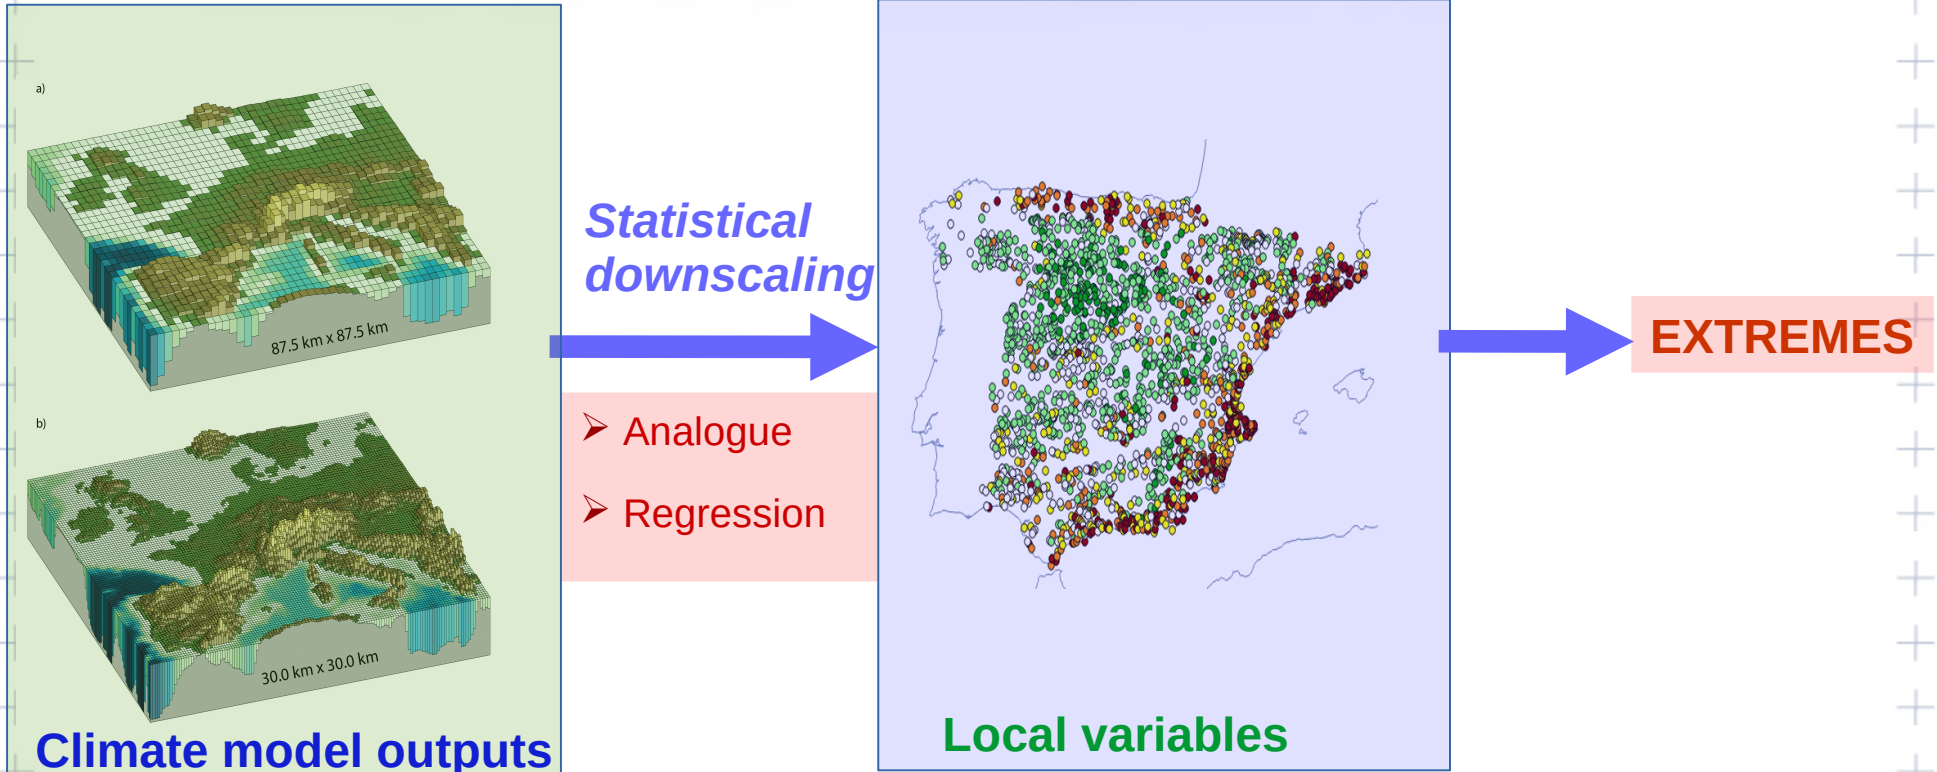 a)
87.5 km x 87.5 km
b)
30.0 km x 30.0 km
Climate model outputs
Statistical
downscaling
➢ Analogue
➢ Regression
Local variables
EXTREMES